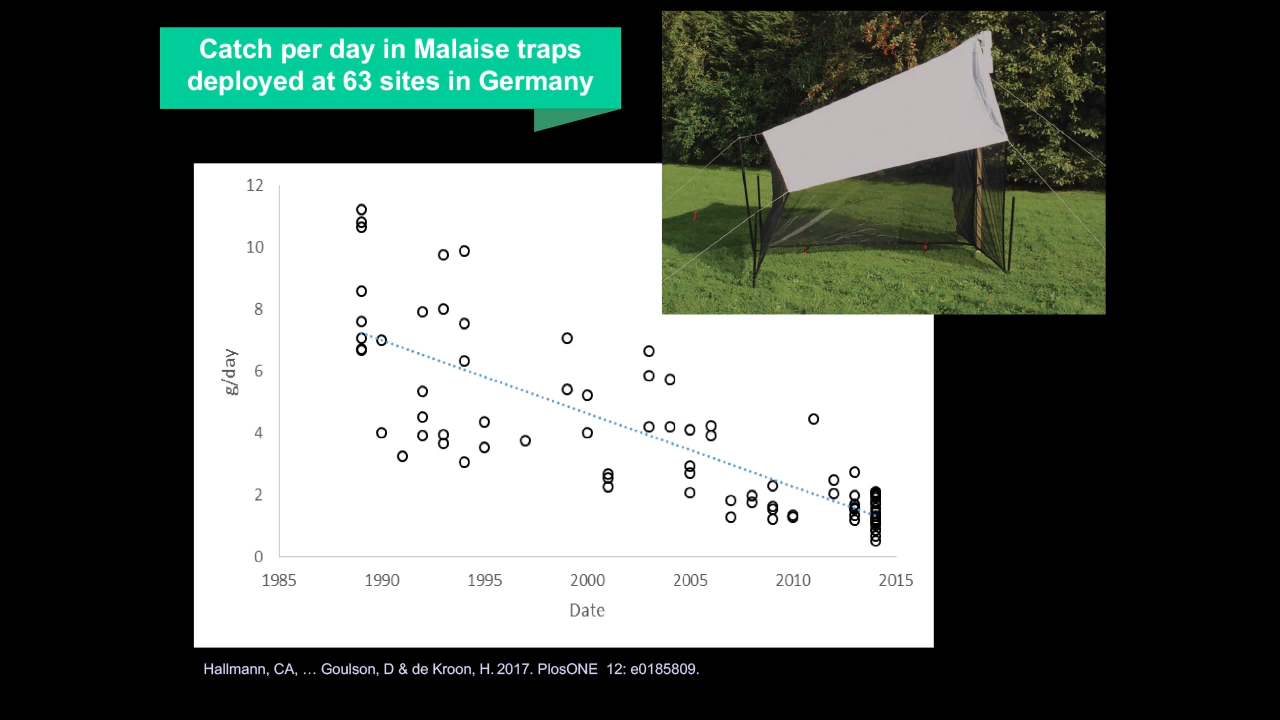 Catch per day in Malaise traps
deployed at 63 sites in Germany
12
10
8
6
4
2
0
g/day
1985 1990 1995 2000 2005 2010 2015
Date
Hallmann, CA, … Goulson, D & de Kroon, H. 2017. PlosONE 12: e0185809.